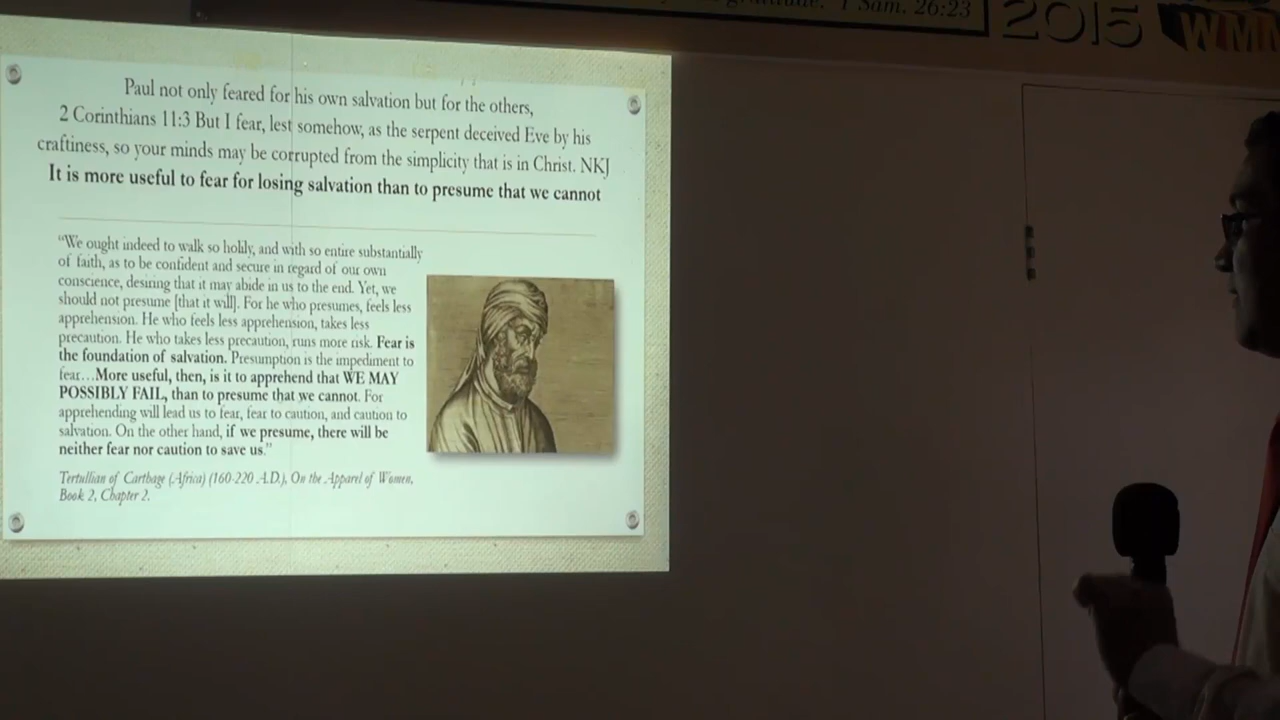 1 Sam. 26:23
2015
WMM
Paul not only feared for his own salvation but for the others,
2 Corinthians 11:3 But I fear, lest somehow, as the serpent deceived Eve by his
craftiness, so your minds may be corrupted from the simplicity that is in Christ. NKJ
It is more useful to fear for losing salvation than to presume that we cannot
“We ought indeed to walk so holily, and with so entire substantially
of faith, as to be confident and secure in regard of our own
conscience, desiring that it may abide in us to the end. Yet, we
should not presume [that it will]. For he who presumes, feels less
apprehension. He who feels less apprehension, takes less
precaution. He who takes less precaution, runs more risk. Fear is
the foundation of salvation. Presumption is the impediment to
fear…More useful, then, is it to apprehend that WE MAY
POSSIBLY FAIL, than to presume that we cannot. For
apprehending will lead us to fear, fear to caution, and caution to
salvation. On the other hand, if we presume, there will be
neither fear nor caution to save us.”
Tertullian of Carthage (Africa) (160-220 A.D.), On the Apparel of Women,
Book 2, Chapter 2.